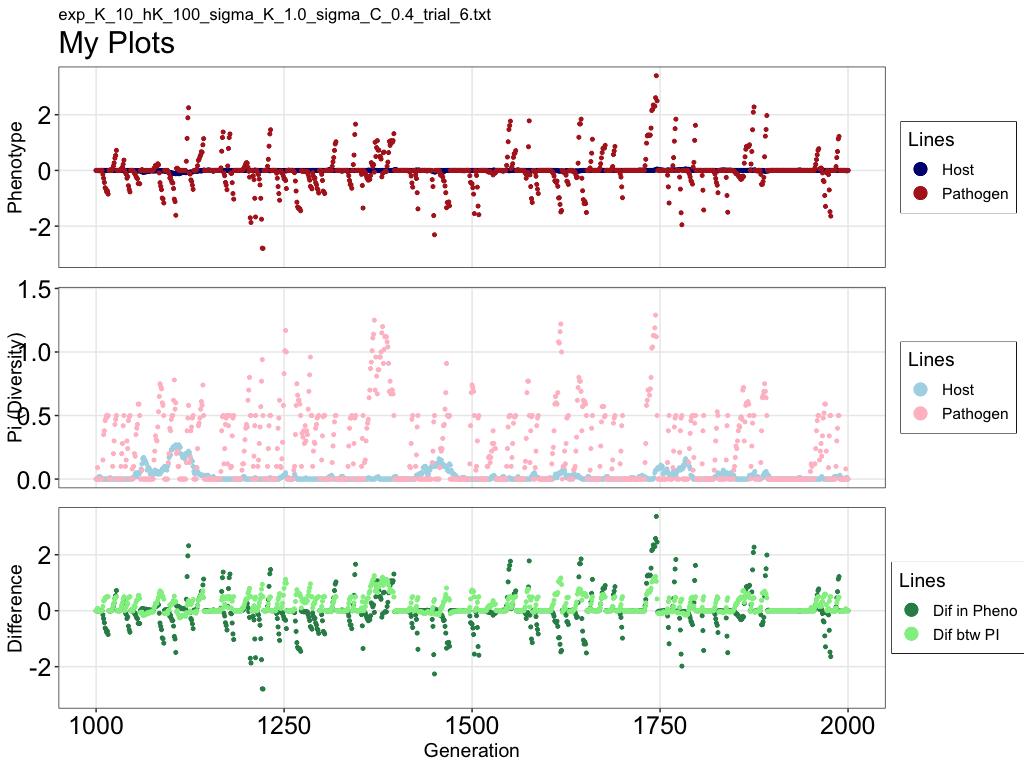 exp_K_10_hK_100_sigma_K_1.0_sigma_C_0.4_trial_6.txt
My Plots
Phenotype
2
0
-2
Lines
Host
Pathogen
Pi (Diversity)
1.5
1.0
0.5
0.0
Lines
Host
Pathogen
Difference
2
0
-2
Lines
Dif in Pheno
Dif btw PI
1000 1250 1500 1750 2000
Generation